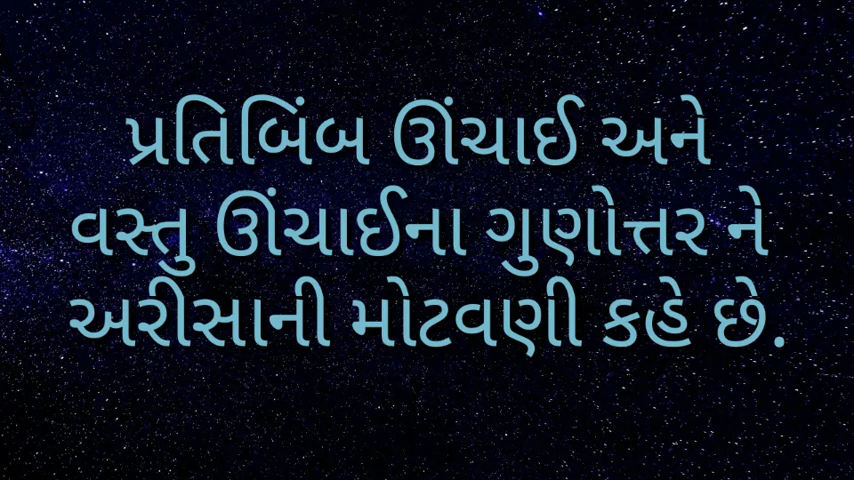 પ્રતિબિંબ ઊંચાઈ અને
વસ્તુ ઊંચાઈના ગુણોત્તર ને
અરીસાની મોટવણી કહે છે.